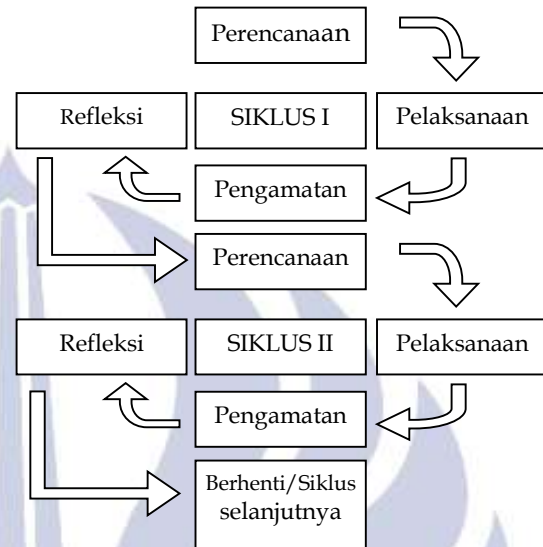 Perencanaan
Refleksi
SIKLUS I
Pelaksanaan
Pengamatan
Perencanaan
Refleksi
SIKLUS II
Pelaksanaan
Pengamatan
Berhenti/Siklus
selanjutnya